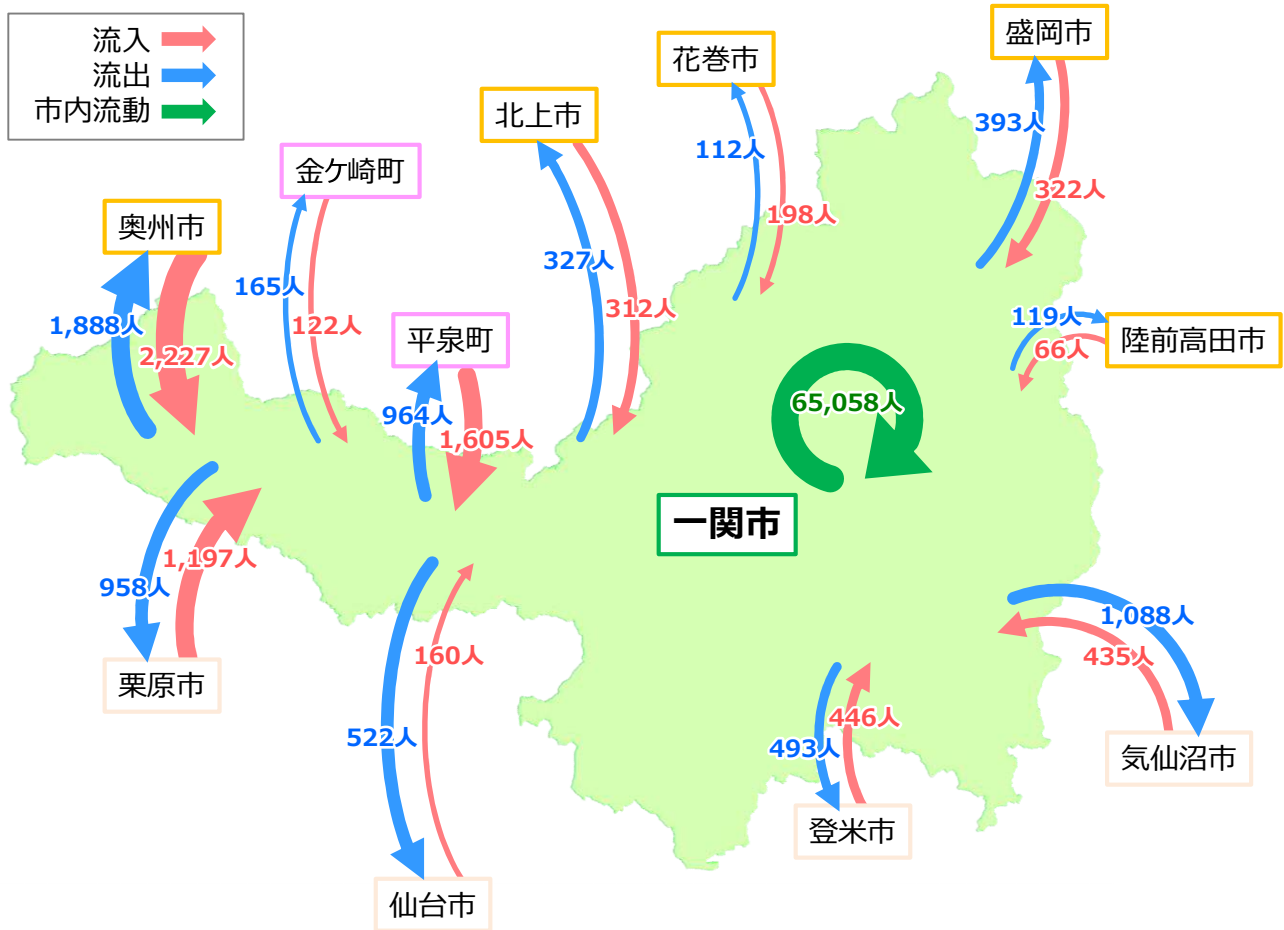 流入
流出
市内流動
盛岡市
393人
322人
花巻市
112人
198人
北上市
327人
312人
金ケ崎町
165人
122人
奥州市
1,888人
2,227人
平泉町
964人
1,605人
119人
66人
陸前高田市
65,058人
一関市
958人
1,197人
栗原市
522人
160人
仙台市
493人
446人
登米市
1,088人
435人
気仙沼市